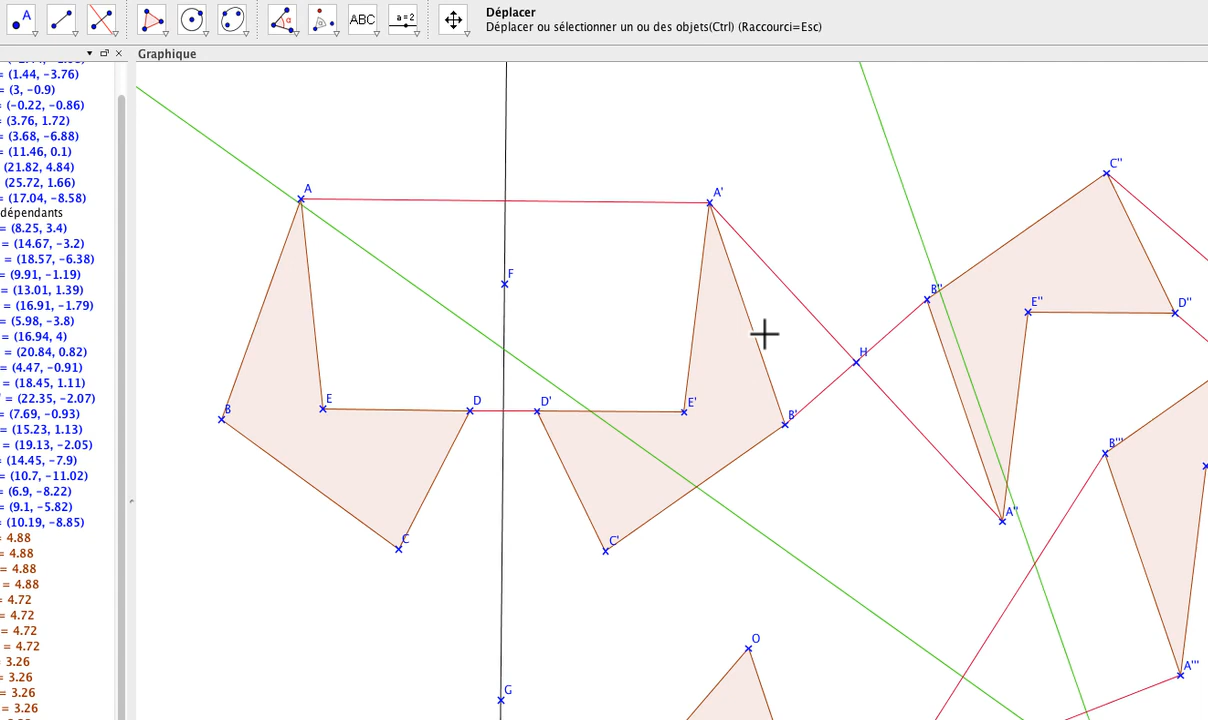 A
α
ABC
a=2
Déplacer
Déplacer ou sélectionner un ou des objets(Ctrl) (Raccourci=Esc)
Graphique
= (1.44, −3.76)
= (3, −0.9)
= (-0.22, −0.86)
= (3.76, 1.72)
= (3.68, −6.88)
= (11.46, 0.1)
(21.82, 4.84)
(25.72, 1.66)
= (17.04, −8.58)
dépendants
= (8.25, 3.4)
= (14.67, −3.2)
= (18.57, −6.38)
= (9.91, −1.19)
= (13.01, 1.39)
= (16.91, −1.79)
= (5.98, −3.8)
= (16.94, 4)
= (20.84, 0.82)
= (4.47, −0.91)
= (18.45, 1.11)
' = (22.35, −2.07)
= (7.69, −0.93)
= (15.23, 1.13)
= (19.13, −2.05)
= (14.45, −7.9)
= (10.7, −11.02)
= (6.9, −8.22)
= (9.1, −5.82)
= (10.19, −8.85)
= 4.88
= 4.88
= 4.88
= 4.88
= 4.72
= 4.72
= 4.72
= 4.72
= 3.26
= 3.26
= 3.26
= 3.26
C''
A
A'
F
B''
E''
D''
H
E
D
D'
E'
B
B'
B'''
A''
C
C'
O
A'''
G